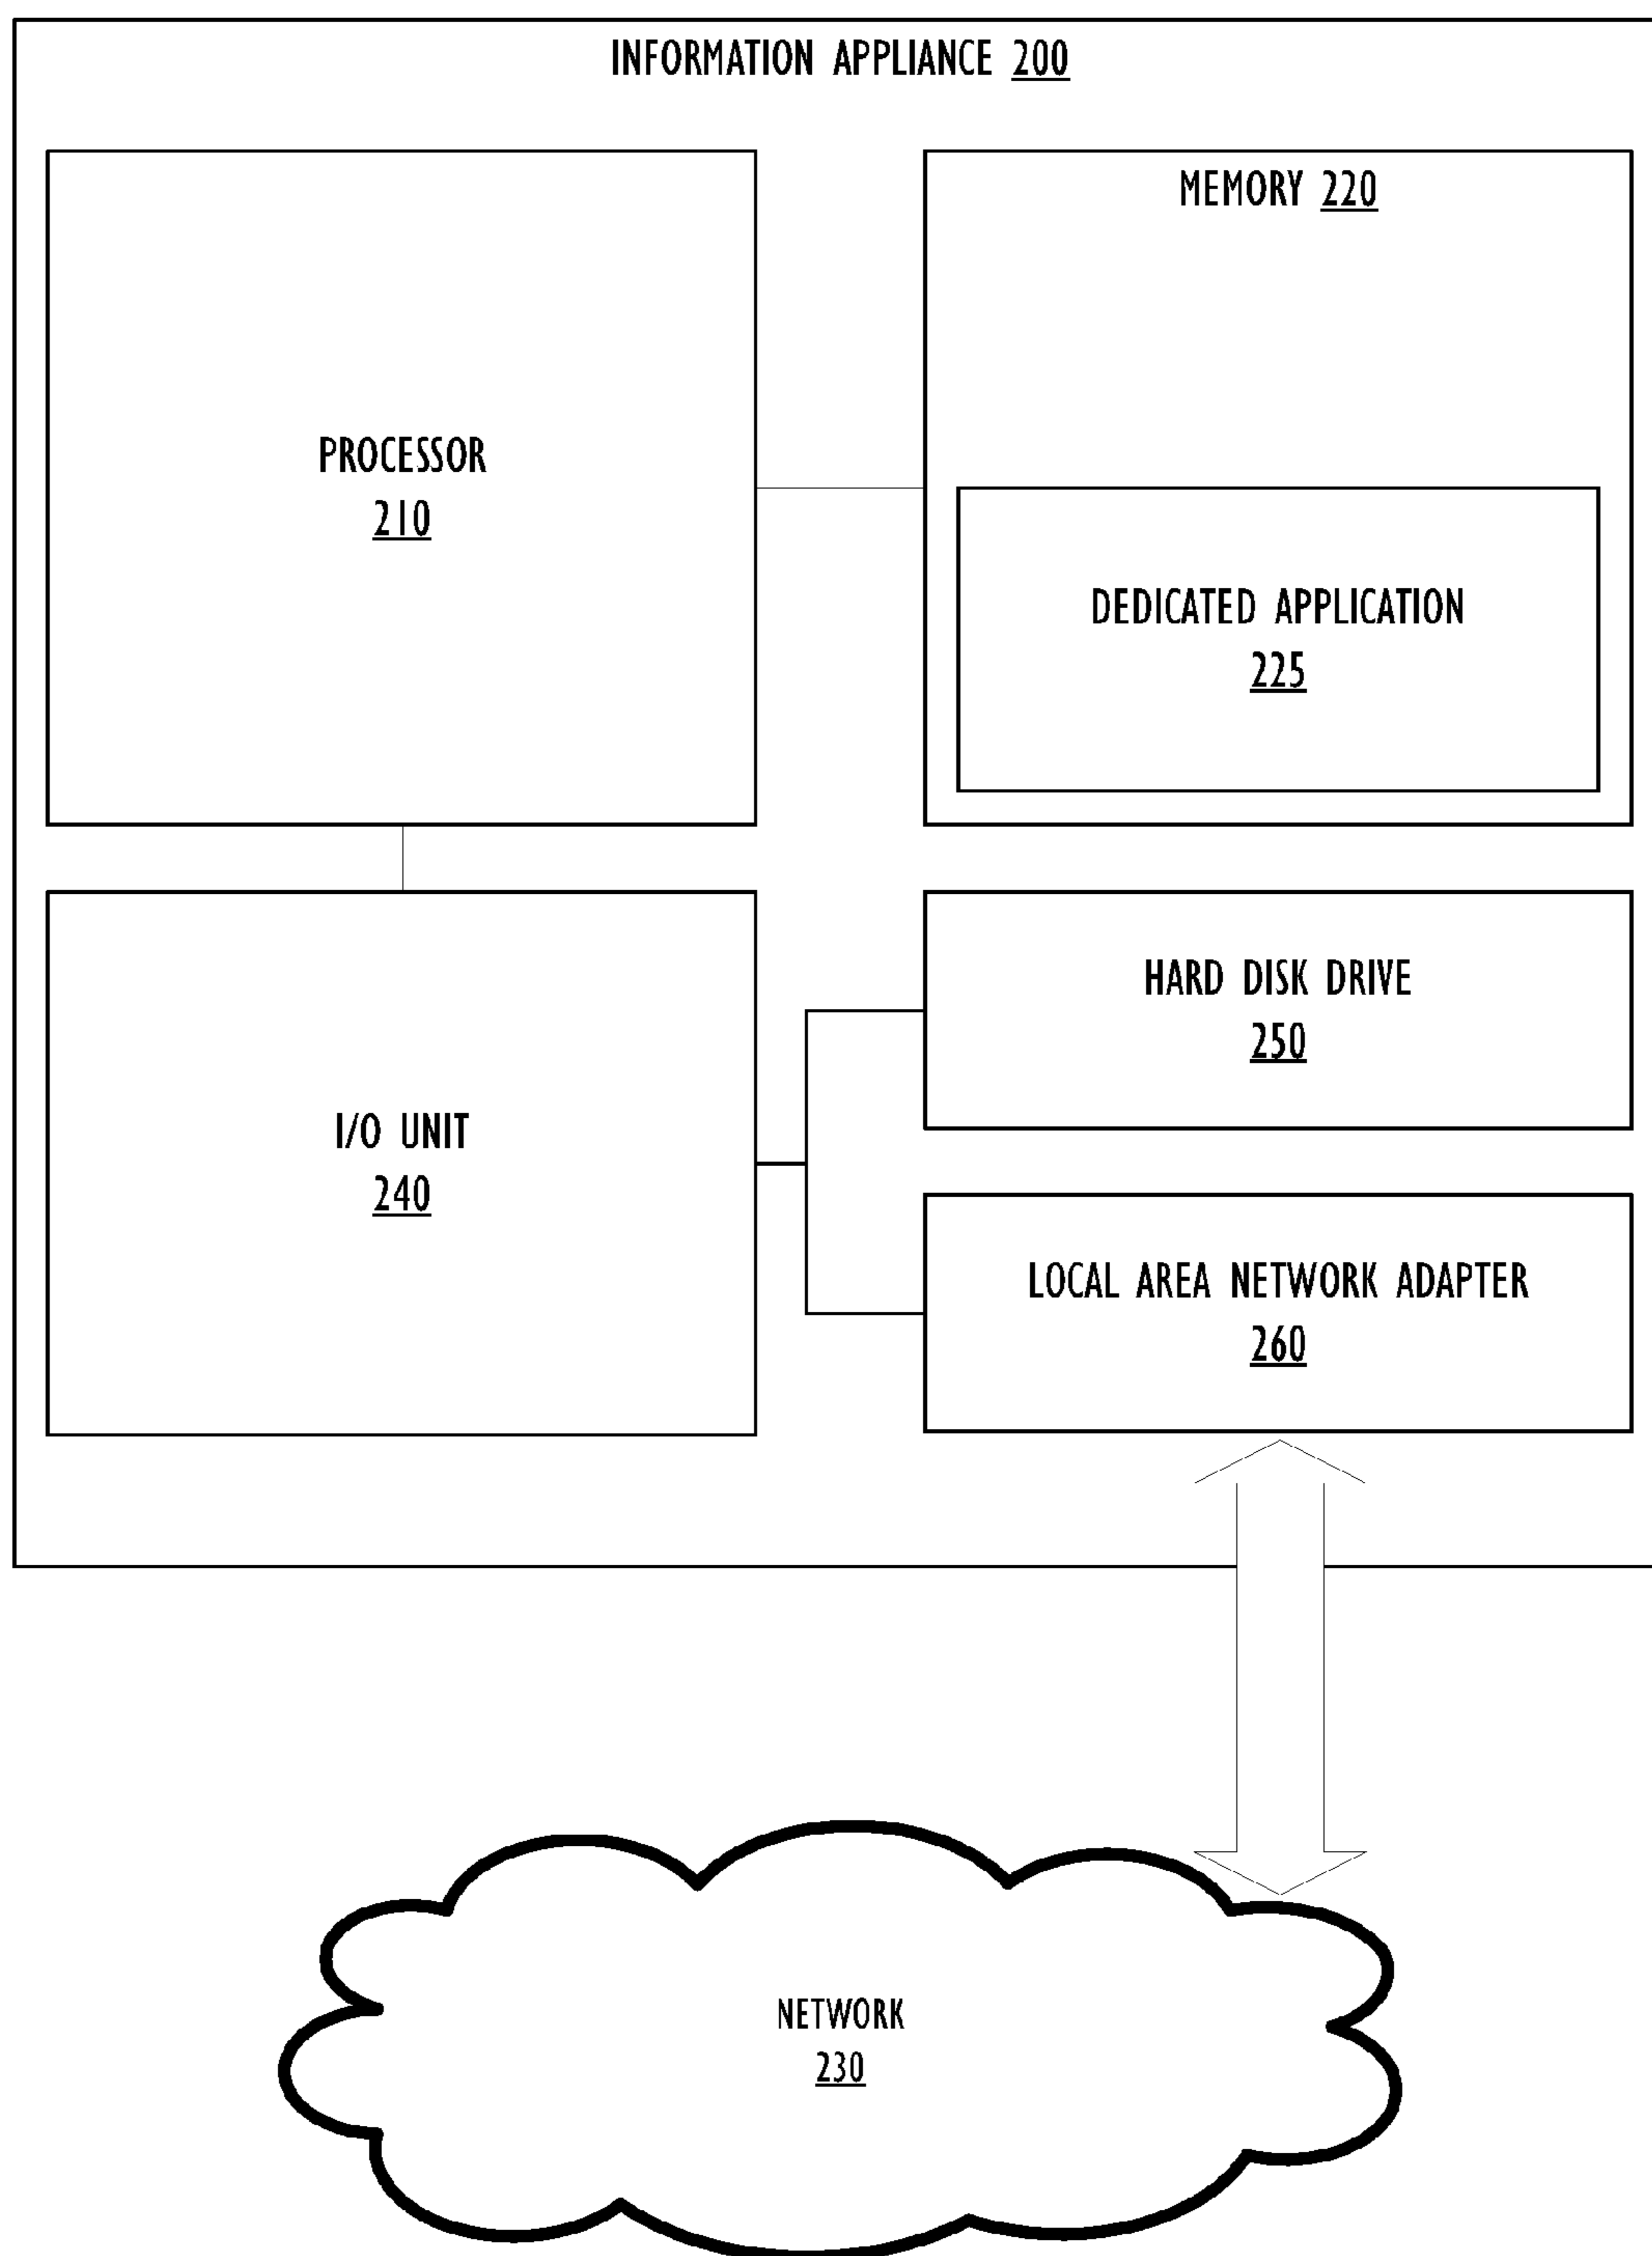 INFORMATION APPLIANCE 200
PROCESSOR
210
MEMORY 220
DEDICATED APPLICATION
225
I/O UNIT
240
HARD DISK DRIVE
250
LOCAL AREA NETWORK ADAPTER
260
NETWORK
230